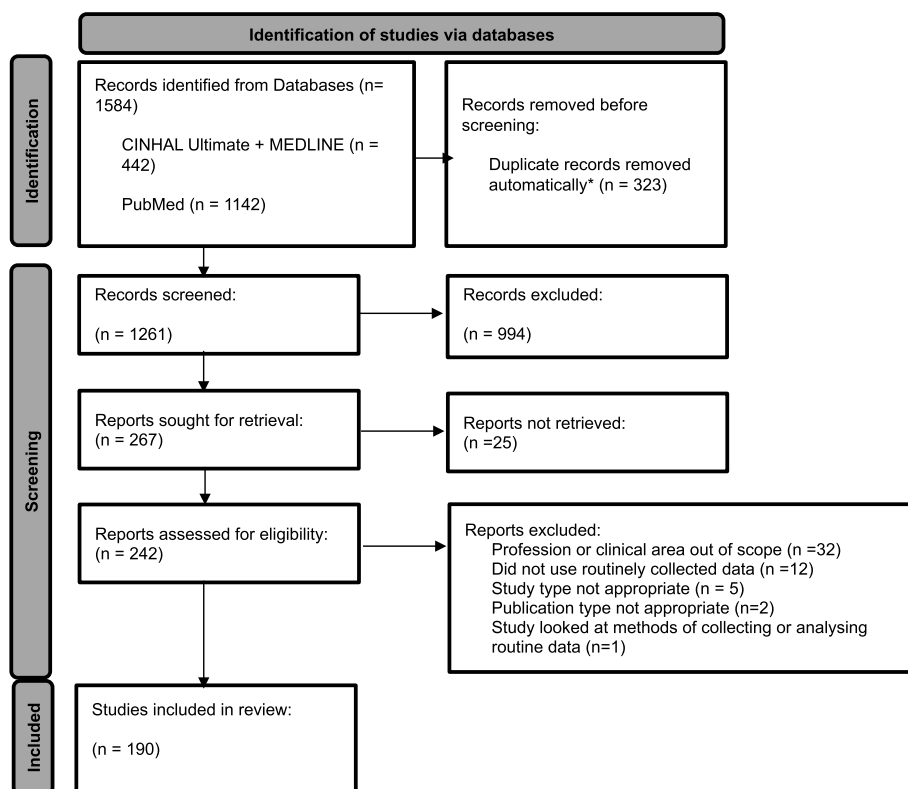 Identification of studies via databases
Identification
Records identified from Databases (n=
1584)
CINHAL Ultimate + MEDLINE (n =
442)
PubMed (n = 1142)
Records removed before
screening:
Duplicate records removed
automatically* (n = 323)
Screening
Records screened:
(n = 1261)
Records excluded:
(n = 994)
Reports sought for retrieval:
(n = 267)
Reports not retrieved:
(n =25)
Reports assessed for eligibility:
(n = 242)
Reports excluded:
Profession or clinical area out of scope (n =32)
Did not use routinely collected data (n =12)
Study type not appropriate (n = 5)
Publication type not appropriate (n=2)
Study looked at methods of collecting or analysing
routine data (n=1)
Included
Studies included in review:
(n = 190)